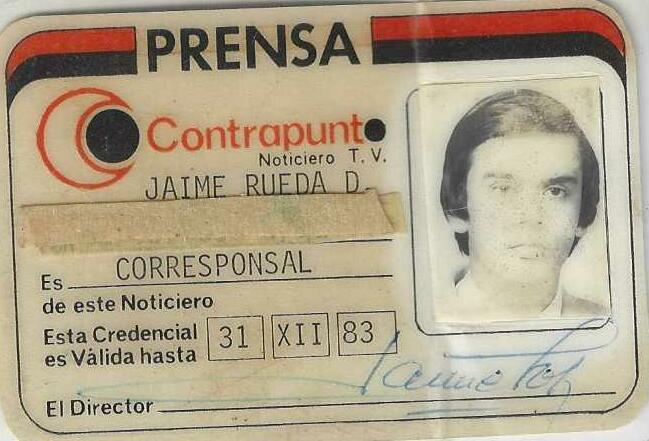 PRENSA
Contrapunto
Noticiero T.V.
JAIME RUEDA D.
Es CORRESPONSAL
de este Noticiero
Esta Credencial
es Válida hasta 31 XII 83
El Director